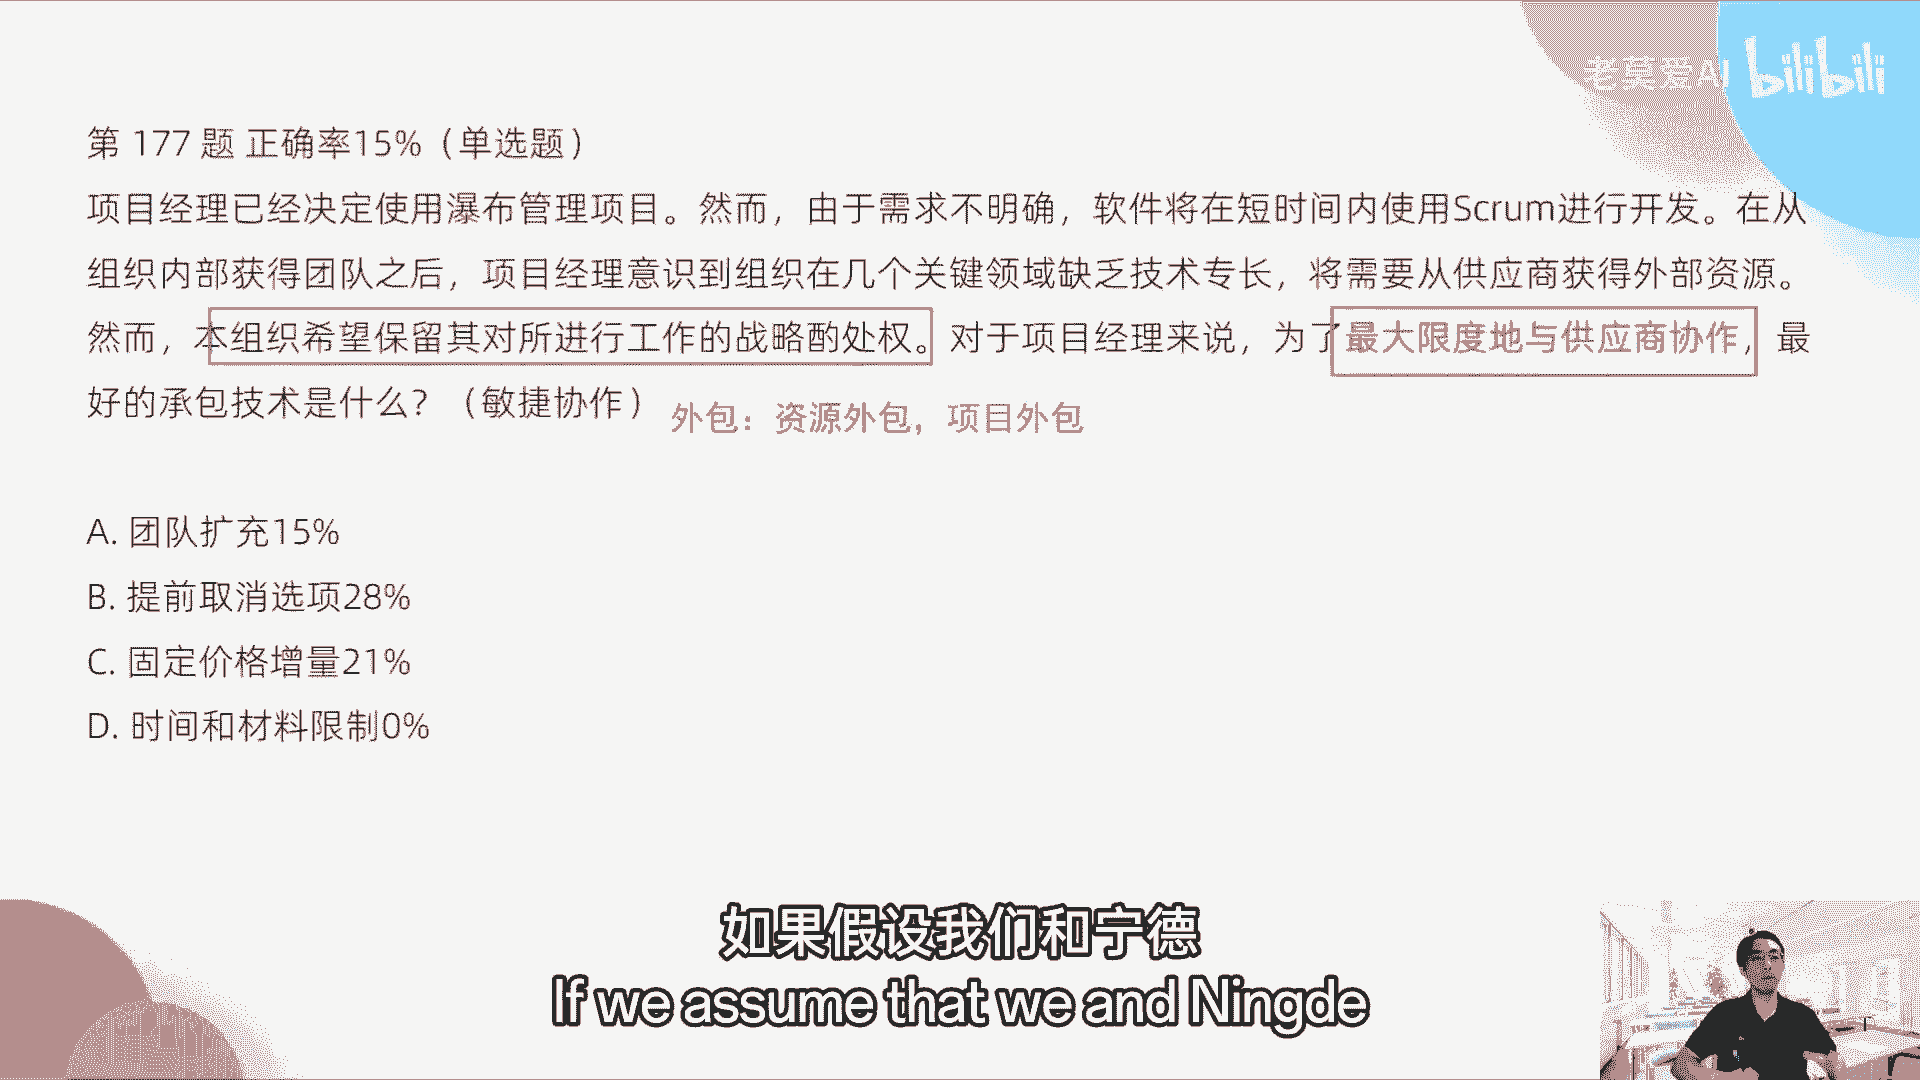 老莫爱AI bilibili
第 177 题 正确率15%（单选题）
项目经理已经决定使用瀑布管理项目。然而，由于需求不明确，软件将在短时间内使用Scrum进行开发。在从
组织内部获得团队之后，项目经理意识到组织在几个关键领域缺乏技术专长，将需要从供应商获得外部资源。
然而，本组织希望保留其对所进行工作的战略酌处权。对于项目经理来说，为了最大限度地与供应商协作，最
好的承包技术是什么？（敏捷协作）
外包：资源外包，项目外包
A. 团队扩充15%
B. 提前取消选项28%
C. 固定价格增量21%
D. 时间和材料限制0%
如果假设我们和宁德
If we assume that we and Ningde